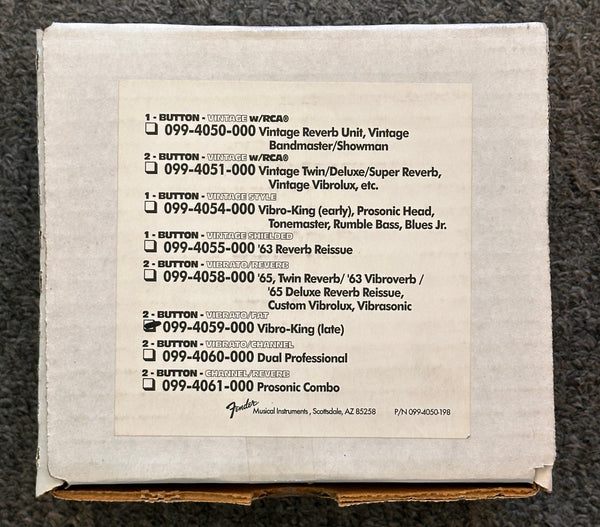 1 - BUTTON - VINTAGE w/RCA®
099-4050-000 Vintage Reverb Unit, Vintage
Bandmaster/Showman
2 - BUTTON - VINTAGE w/RCA®
099-4051-000 Vintage Twin/Deluxe/Super Reverb,
Vintage Vibrolux, etc.
1 - BUTTON - VINTAGE STYLE
099-4054-000 Vibro-King (early), Prosonic Head,
Tonemaster, Rumble Bass, Blues Jr.
1 - BUTTON - VINTAGE SHIELDED
099-4055-000 '63 Reverb Reissue
2 - BUTTON - VIBRATO/REVERB
099-4058-000 '65, Twin Reverb/ '63 Vibroverb /
'65 Deluxe Reverb Reissue,
Custom Vibrolux, Vibrasonic
2 - BUTTON - VIBRATO/FAT
099-4059-000 Vibro-King (late)
2 - BUTTON - VIBRATO/CHANNEL
099-4060-000 Dual Professional
2 - BUTTON - CHANNEL/REVERB
099-4061-000 Prosonic Combo
Fender Musical Instruments, Scottsdale, AZ 85258 P/N 099-4050-198